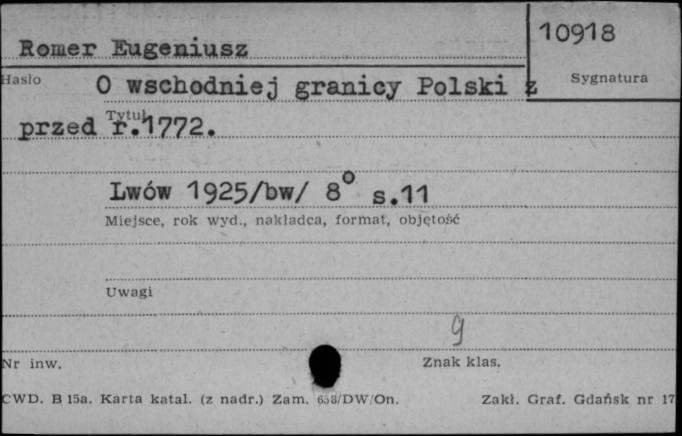 10918
Romer Eugeniusz
Hasło
Sygnatura
O wschodniej granicy Polski z
Tytuł
przed r.1772.
Lwów 1925/bw/ 8° s.11
Miejsce, rok wyd., nakładca, format, objętość
Uwagi
g
Nr inw.
Znak klas.
CWD. B 15a. Karta katal. (z nadr.) Zam. 658/DW/On.
Zakł. Graf. Gdańsk nr 17